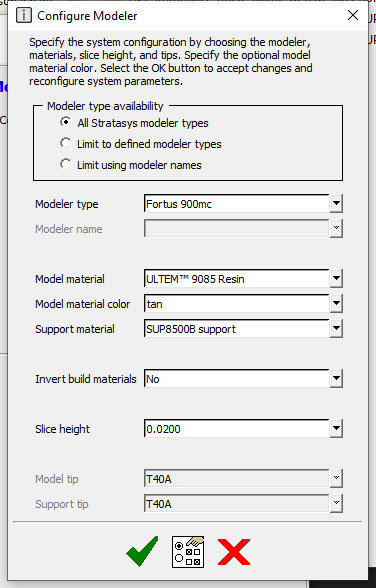 Configure Modeler
Specify the system configuration by choosing the modeler,
materials, slice height, and tips. Specify the optional model
material color. Select the OK button to accept changes and
reconfigure system parameters.
Modeler type availability
All Stratasys modeler types
Limit to defined modeler types
Limit using modeler names
Modeler type Fortus 900mc
Modeler name
Model material ULTEM™ 9085 Resin
Model material color tan
Support material SUP8500B support
Invert build materials No
Slice height 0.0200
Model tip T40A
Support tip T40A